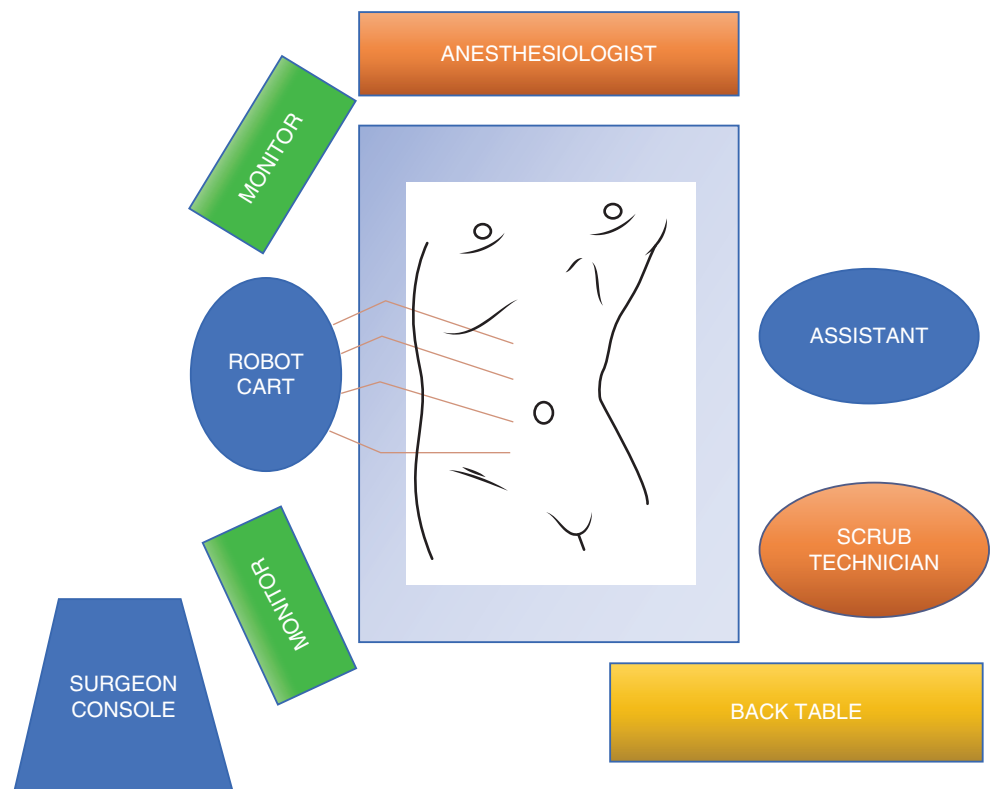 ANESTHESIOLOGIST
MONITOR
ROBOT
CART
ASSISTANT
MONITOR
SCRUB
TECHNICIAN
SURGEON
CONSOLE
BACK TABLE